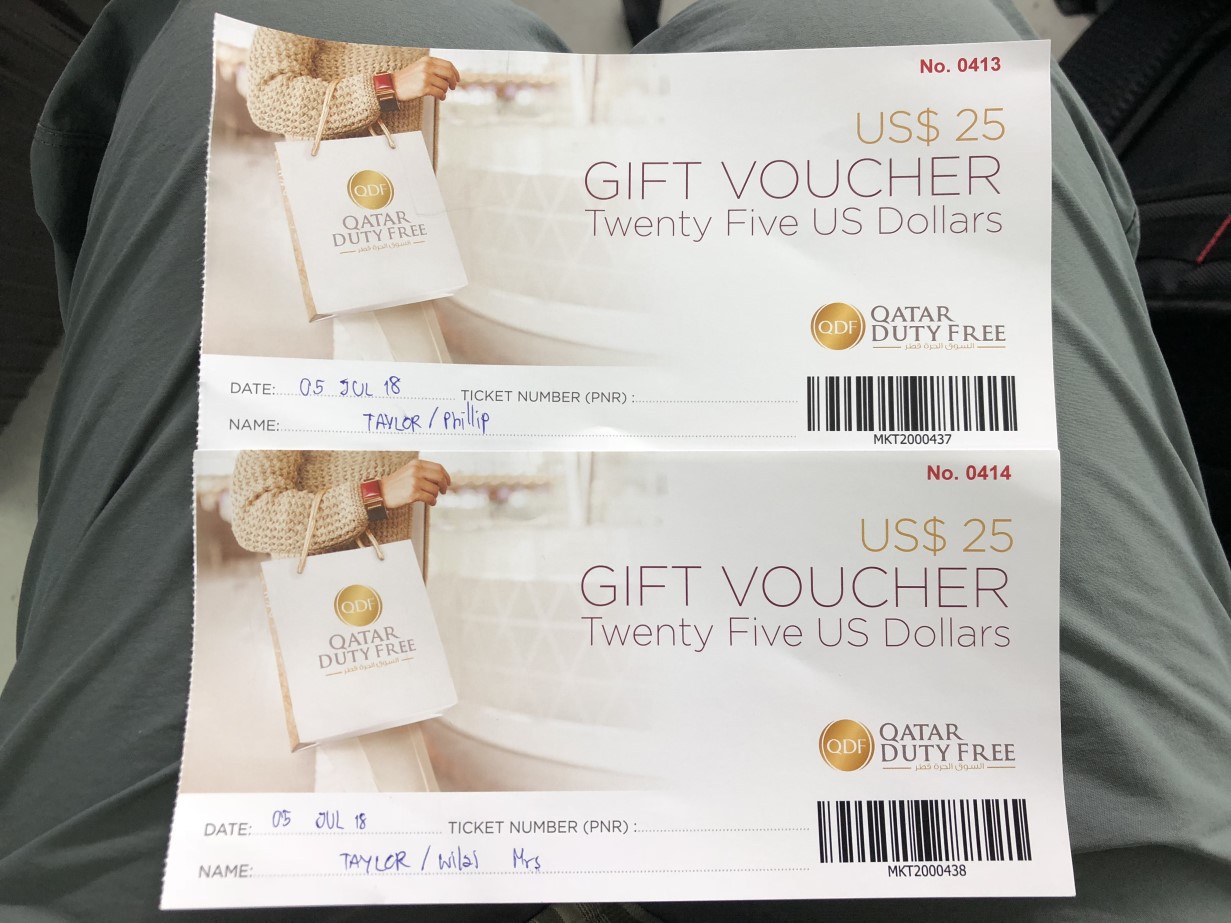 No. 0413
US$ 25
GIFT VOUCHER
Twenty Five US Dollars
QDF
QATAR
DUTY FREE
السوق الحرة قطر
QDF
QATAR
DUTY FREE
السوق الحرة قطر
DATE: 05 JUL 18 TICKET NUMBER (PNR) :
NAME: TAYLOR / Phillip
MKT2000437
No. 0414
US$ 25
GIFT VOUCHER
Twenty Five US Dollars
QDF
QATAR
DUTY FREE
السوق الحرة قطر
QDF
QATAR
DUTY FREE
السوق الحرة قطر
DATE: 05 JUL 18 TICKET NUMBER (PNR) :
NAME: TAYLOR / Mrs
MKT2000438